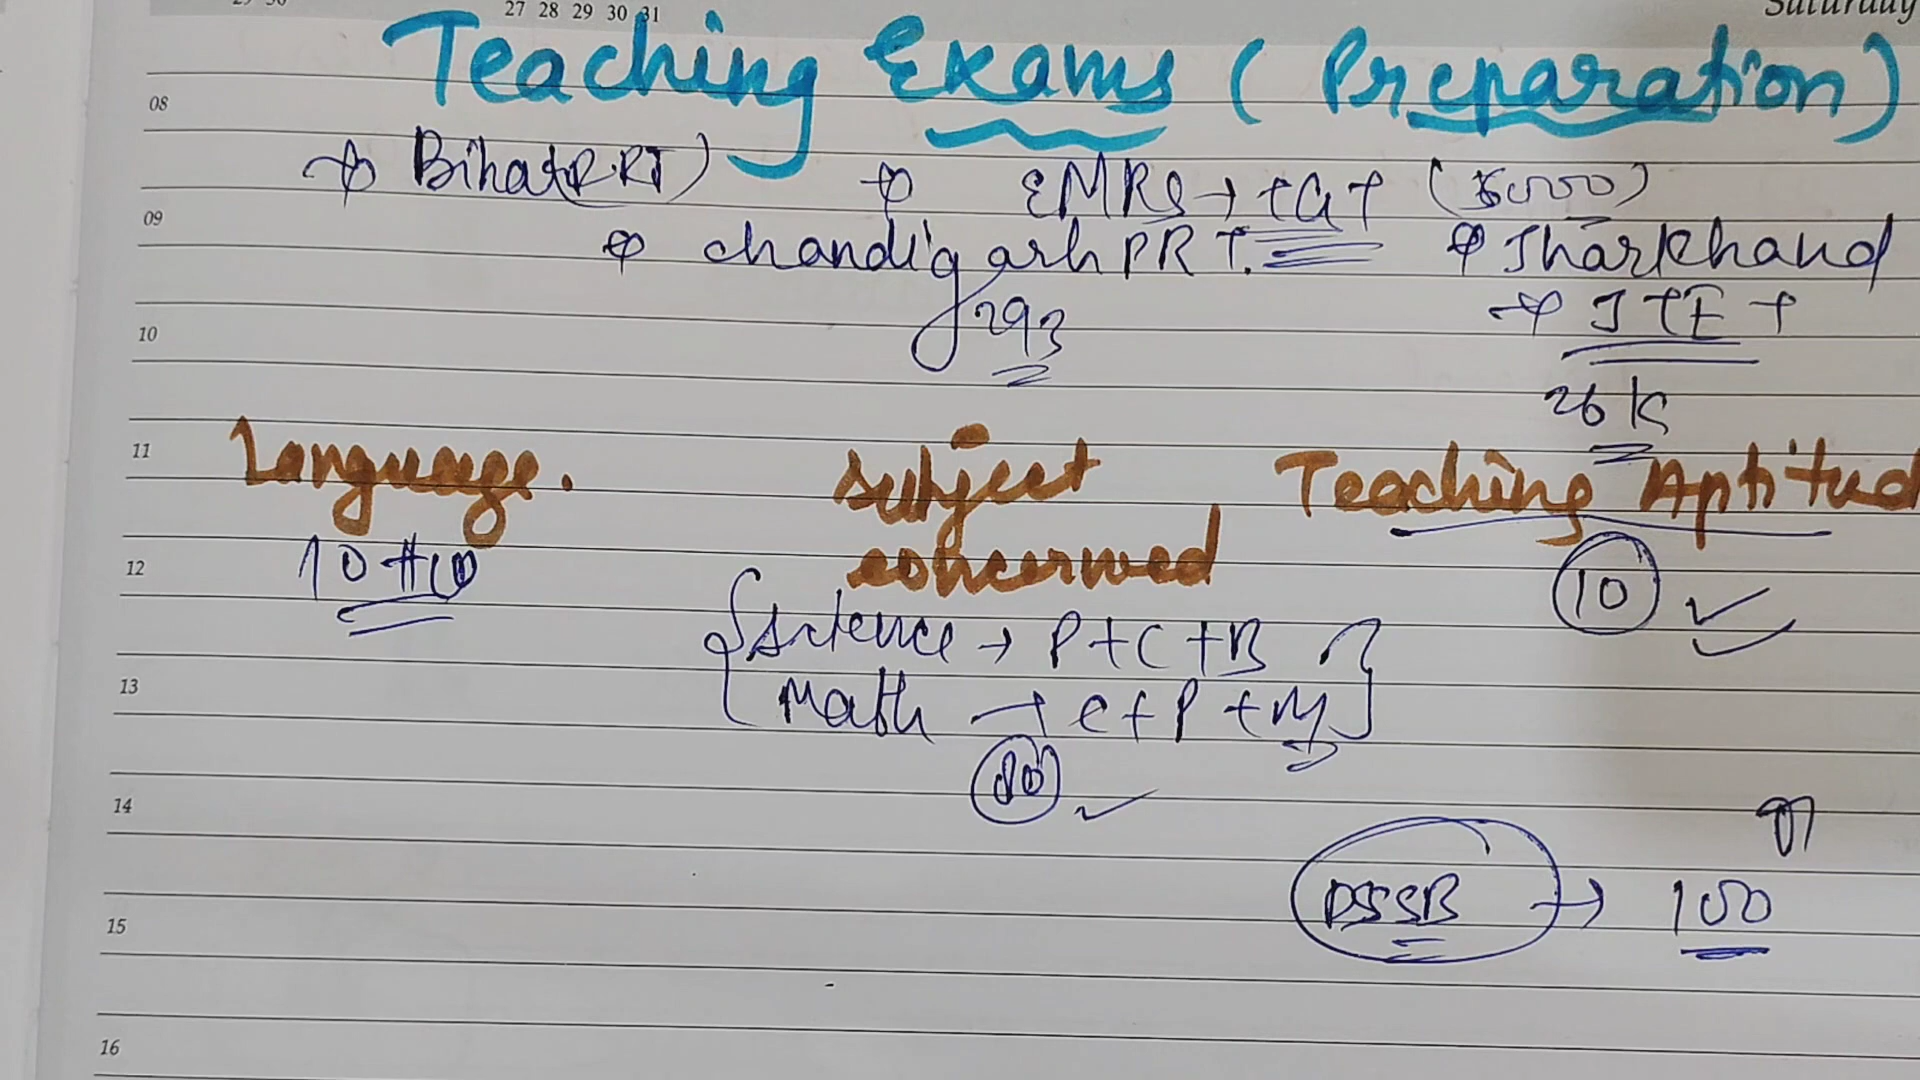 27 28 29 30 31
Saturday
Teaching Exams (Preparation)
08
Bihar
EMRS → TGT
09
chandigarh PRT.
Jharkhand
293
→ JTET
10
26K
11
Language.
subject
Teaching Aptitud
12
10+10
concerned
10
Science → P+C+B
13
Math → C+P+M
80
14
DSSSB → 100
15
16